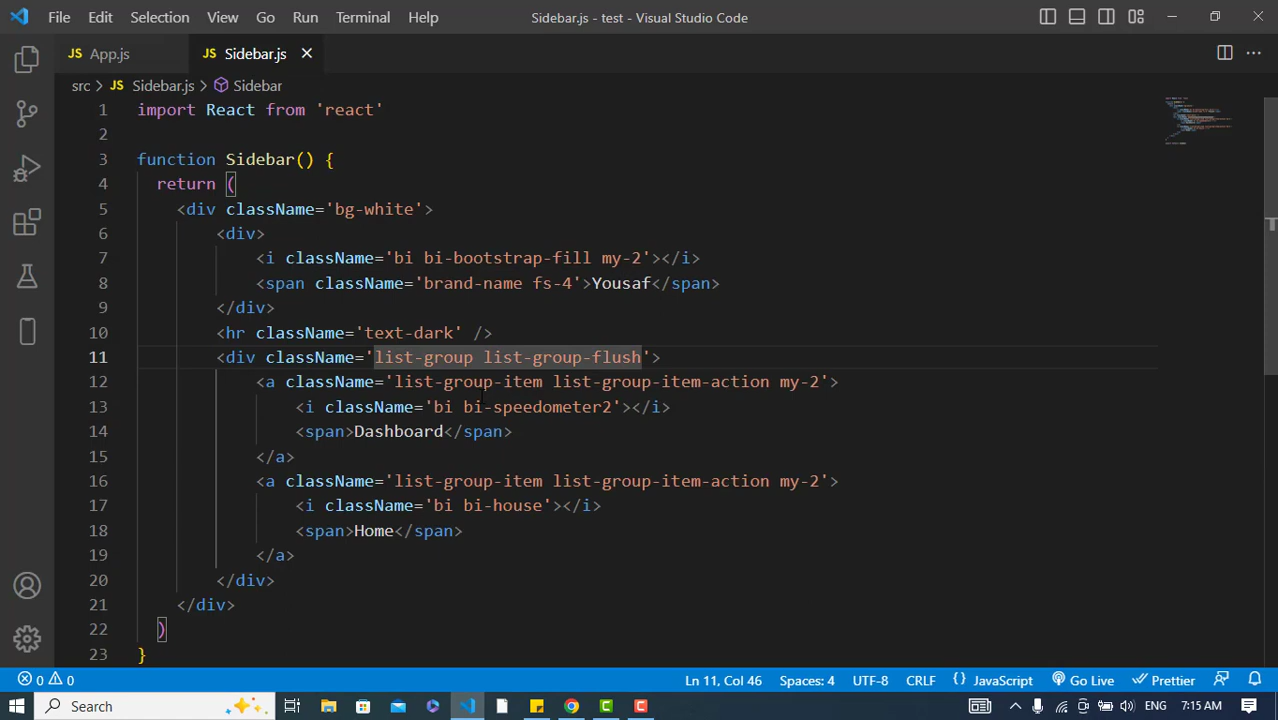 File Edit Selection View Go Run Terminal Help Sidebar.js - test - Visual Studio Code
JS App.js JS Sidebar.js
src > JS Sidebar.js > Sidebar
1 import React from 'react'
2
3 function Sidebar() {
4 return (
5 <div className='bg-white'>
6 <div>
7 <i className='bi bi-bootstrap-fill my-2'></i>
8 <span className='brand-name fs-4'>Yousaf</span>
9 </div>
10 <hr className='text-dark' />
11 <div className='list-group list-group-flush'>
12 <a className='list-group-item list-group-item-action my-2'>
13 <i className='bi bi-speedometer2'></i>
14 <span>Dashboard</span>
15 </a>
16 <a className='list-group-item list-group-item-action my-2'>
17 <i className='bi bi-house'></i>
18 <span>Home</span>
19 </a>
20 </div>
21 </div>
22 )
23 }
0 0 Ln 11, Col 46 Spaces: 4 UTF-8 CRLF {} JavaScript Go Live Prettier
Search ENG 7:15 AM